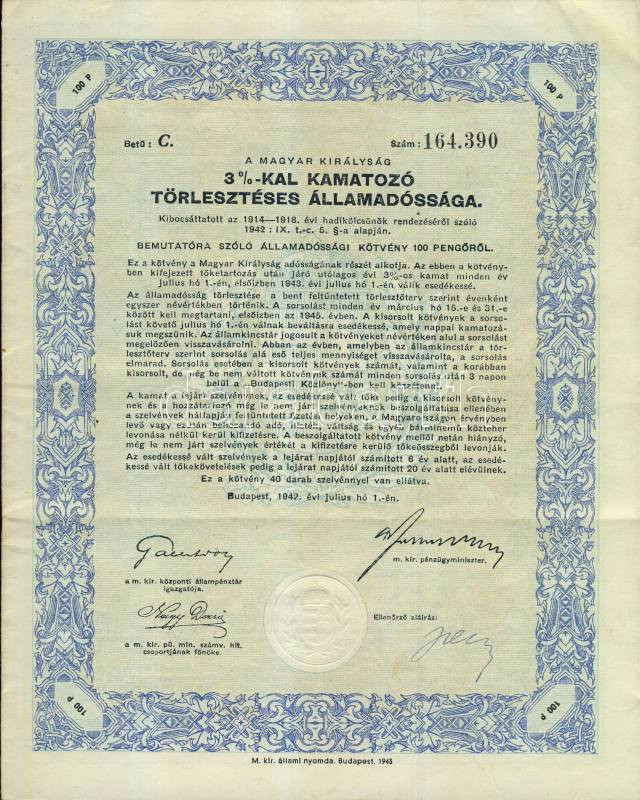 100 P
100 P
Betű: C.
Szám: 164.390
A MAGYAR KIRÁLYSÁG
3%-KAL KAMATOZÓ
TÖRLESZTÉSES ÁLLAMADÓSSÁGA.
Kibocsáttatott az 1914—1918. évi hadikölcsönök rendezéséről szóló
1942 : IX. t.-c. 5. §-a alapján.
BEMUTATÓRA SZÓLÓ ÁLLAMADÓSSÁGI KÖTVÉNY 100 PENGŐRŐL.
Ez a kötvény a Magyar Királyság adósságának részét alkotja. Az ebben a kötvény-
ben kifejezett tőketartozás után járó utólagos évi 3%-os kamat minden év
julius hó 1.-én, elsőizben 1943. évi julius hó 1.-én válik esedékessé.
Az államadósság törlesztése a bent feltüntetett törlesztőterv szerint évenként
egyszer névértékben történik. A sorsolást minden év március hó 15.-e és 31.-e
között kell megtartani, elsőizben az 1945. évben. A kisorsolt kötvények a sorso-
lást követő julius hó 1.-én válnak beváltásra esedékessé, amely nappal kamatozá-
suk megszünik. Az államkincstár jogosult a kötvényeket névértéken alul a sorsolást
megelőzően visszavásárolni. Abban az évben, amelyben az államkincstár a tör-
lesztőterv szerint sorsolás alá eső teljes mennyiséget visszavásárolta, a sorsolás
elmarad. Sorsolás esetében a kisorsolt kötvények számát, valamint a korábban
kisorsolt, de még be nem váltott kötvények számát minden sorsolás után 3 napon
belül a „Budapesti Közlöny"-ben kell közzétenni.
A kamat a lejárt szelvénynek, az esedékessé vált tőke pedig a kisorsolt kötvény-
nek és a hozzátartozó még le nem járt szelvényeknek beszolgáltatása ellenében
a szelvények hátlapján feltüntetett fizetési helyeken, a Magyarországon érvényben
levő vagy ezután behozandó adó, illeték, költség és egyéb bárminemű közteher
levonása nélkül kerül kifizetésre. A beszolgáltatott kötvény mellől netán hiányzó,
még le nem járt szelvények értékét a kifizetésre kerülő tőkeösszegből levonják.
Az esedékessé vált szelvények a lejárat napjától számított 6 év alatt, az esedé-
kessé vált tőkekövetelések pedig a lejárat napjától számított 20 év alatt elévülnek.
Ez a kötvény 40 darab szelvénnyel van ellátva.
Budapest, 1942. évi julius hó 1.-én.
m. kir. pénzügyminiszter.
a m. kir. központi állampénztár
igazgatója.
Ellenőrző aláírás:
a m. kir. pü. min. számv. hit.
csoportjának főnöke.
100 P
100 P
M. kir. állami nyomda. Budapest, 1943